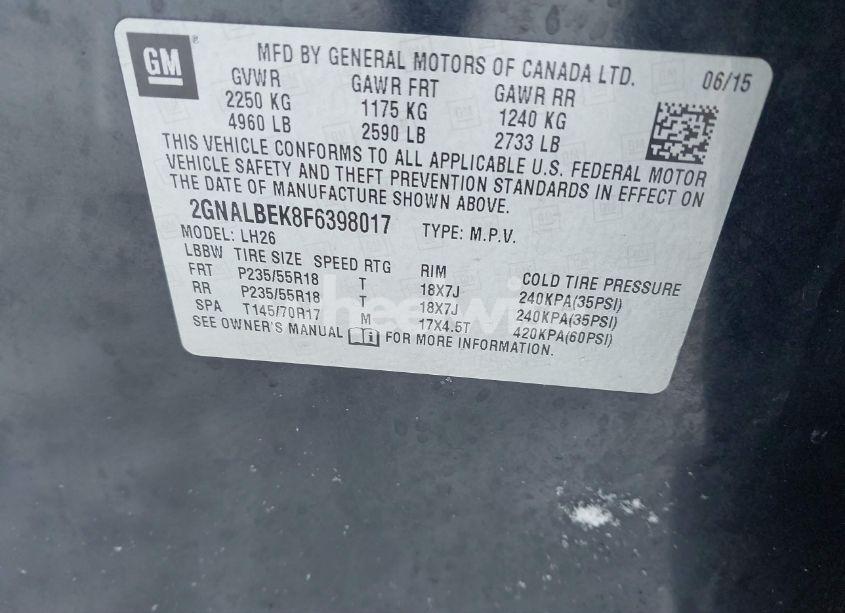 GM ®
MFD BY GENERAL MOTORS OF CANADA LTD. 06/15
GVWR GAWR FRT GAWR RR
2250 KG 1175 KG 1240 KG
4960 LB 2590 LB 2733 LB
THIS VEHICLE CONFORMS TO ALL APPLICABLE U.S. FEDERAL MOTOR
VEHICLE SAFETY AND THEFT PREVENTION STANDARDS IN EFFECT ON
THE DATE OF MANUFACTURE SHOWN ABOVE.
2GNALBEK8F6398017 TYPE: M.P.V.
MODEL: LH26
LBBW TIRE SIZE SPEED RTG RIM COLD TIRE PRESSURE
FRT P235/55R18 T 18X7J 240KPA(35PSI)
RR P235/55R18 T 18X7J 240KPA(35PSI)
SPA T145/70R17 M 17X4.5T 420KPA(60PSI)
SEE OWNER'S MANUAL FOR MORE INFORMATION.